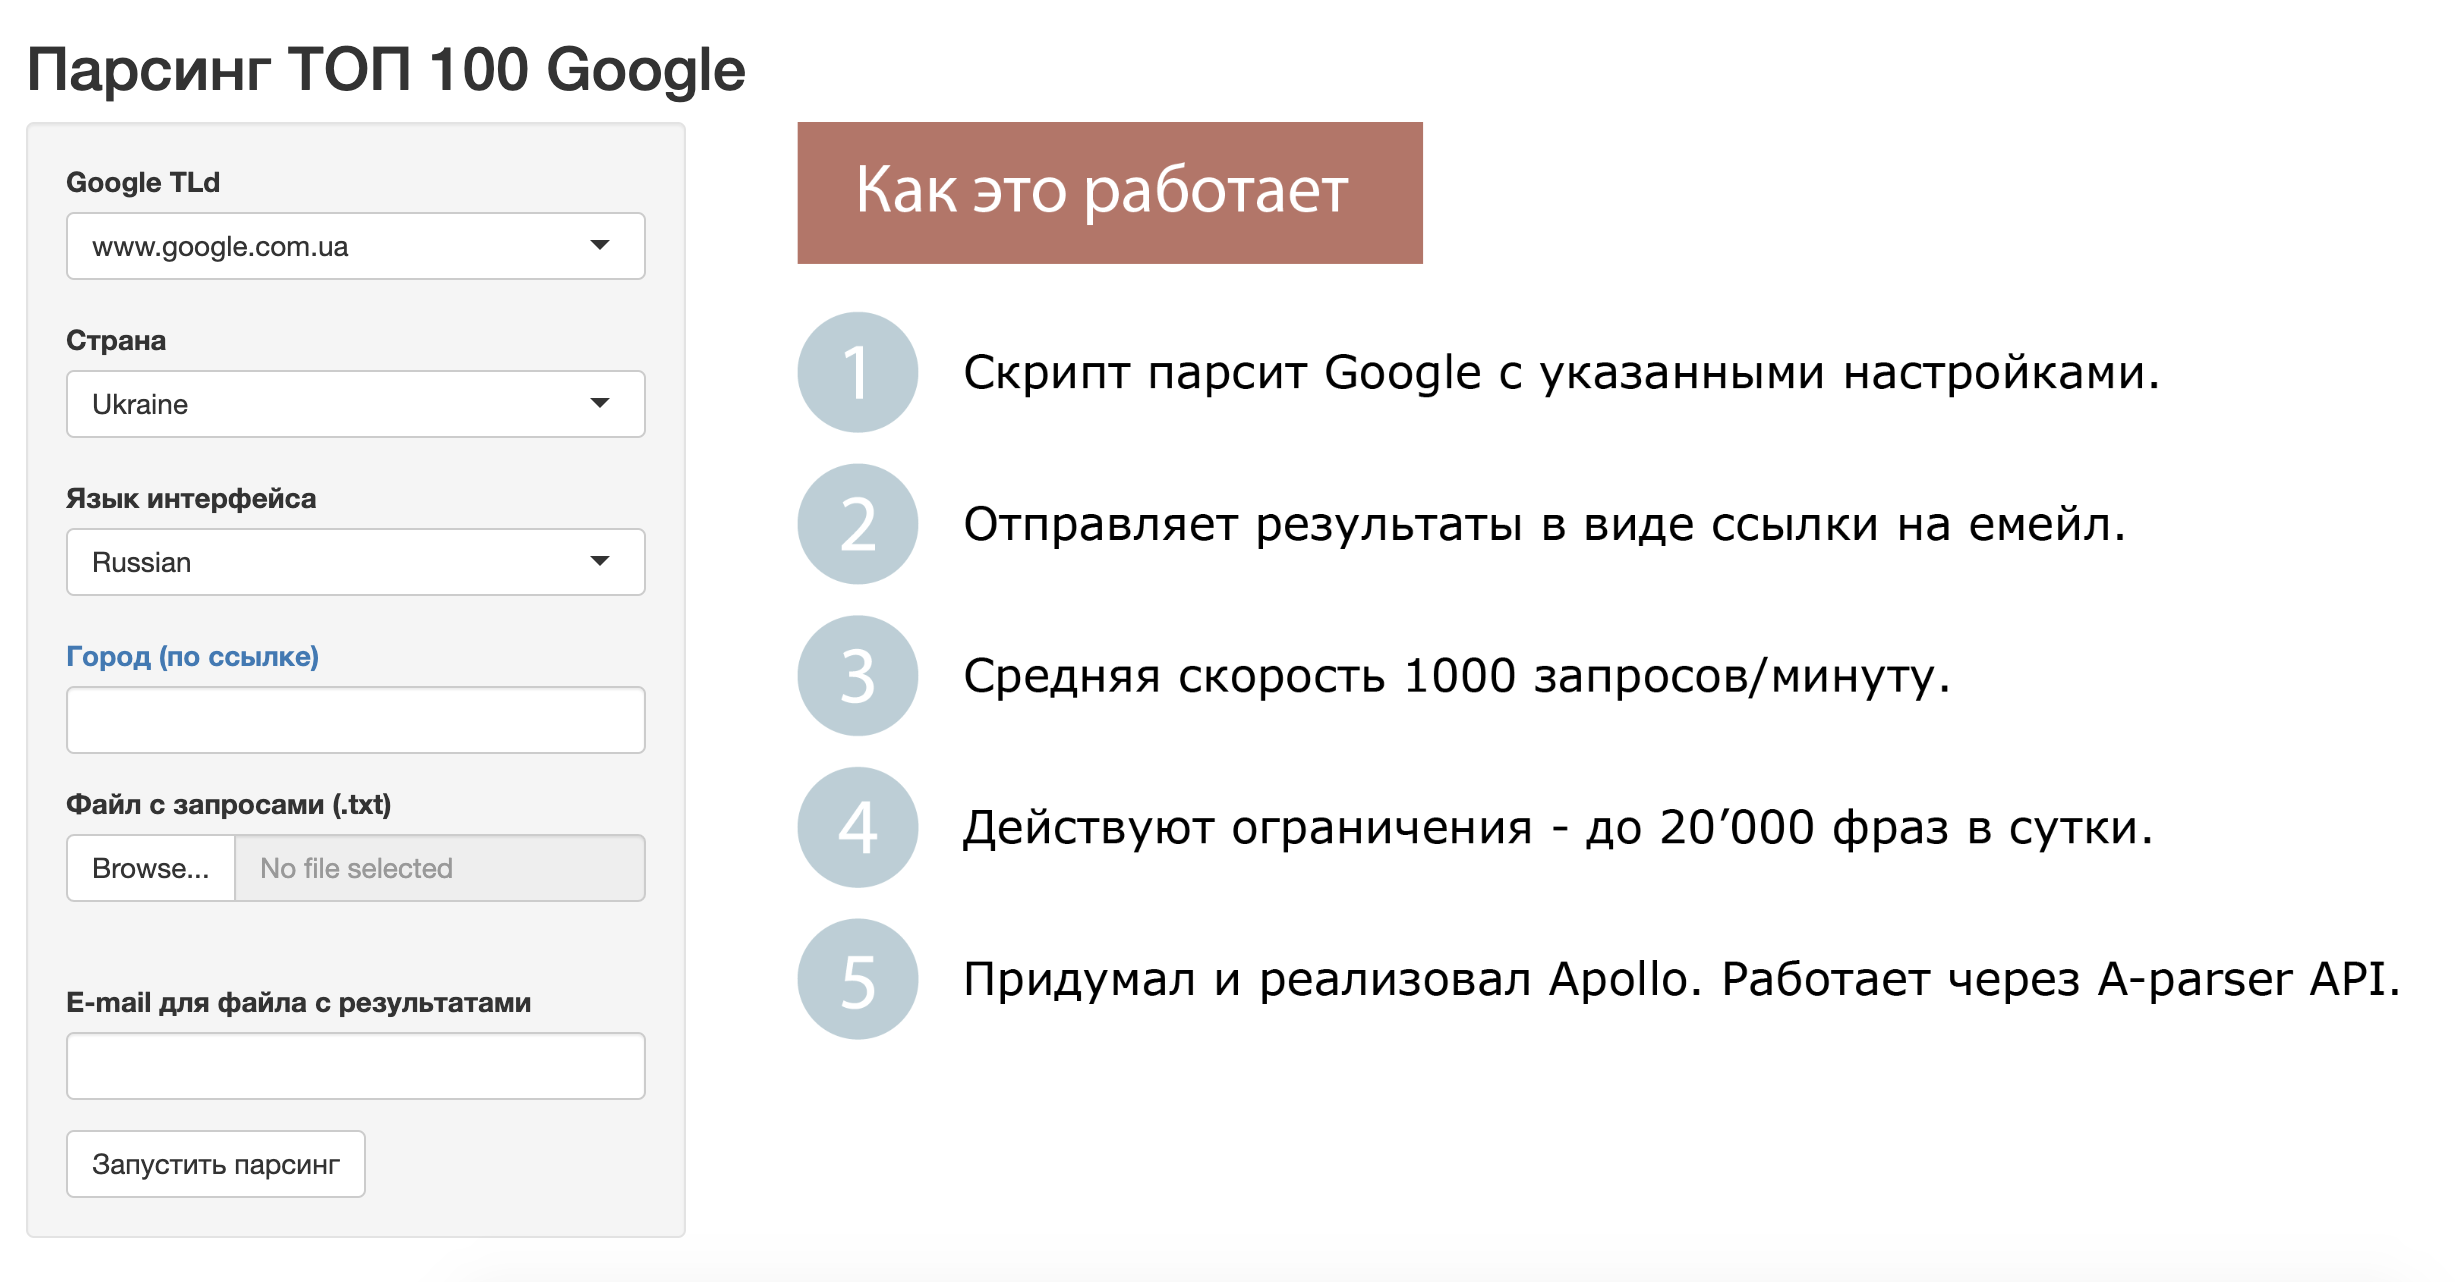 Парсинг ТОП 100 Google
Google TLd
www.google.com.ua
Страна
Ukraine
Язык интерфейса
Russian
Город (по ссылке)
Файл с запросами (.txt)
Browse...
No file selected
E-mail для файла с результатами
Запустить парсинг
Как это работает
1
Скрипт парсит Google с указанными настройками.
2
Отправляет результаты в виде ссылки на емейл.
3
Средняя скорость 1000 запросов/минуту.
4
Действуют ограничения - до 20’000 фраз в сутки.
5
Придумал и реализовал Apollo. Работает через A-parser API.